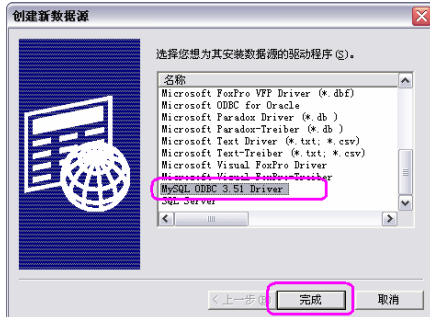 创建新数据源
选择您想为其安装数据源的驱动程序(S)。
名称
Microsoft FoxPro VFP Driver (*.dbf)
Microsoft ODBC for Oracle
Microsoft Paradox Driver (*.db )
Microsoft Paradox-Treiber (*.db )
Microsoft Text Driver (*.txt; *.csv)
Microsoft Text-Treiber (*.txt; *.csv)
Microsoft Visual FoxPro Driver
Microsoft Visual FoxPro-Treiber
MySQL ODBC 3.51 Driver
SQL Server
< 上一步(B) 完成 取消